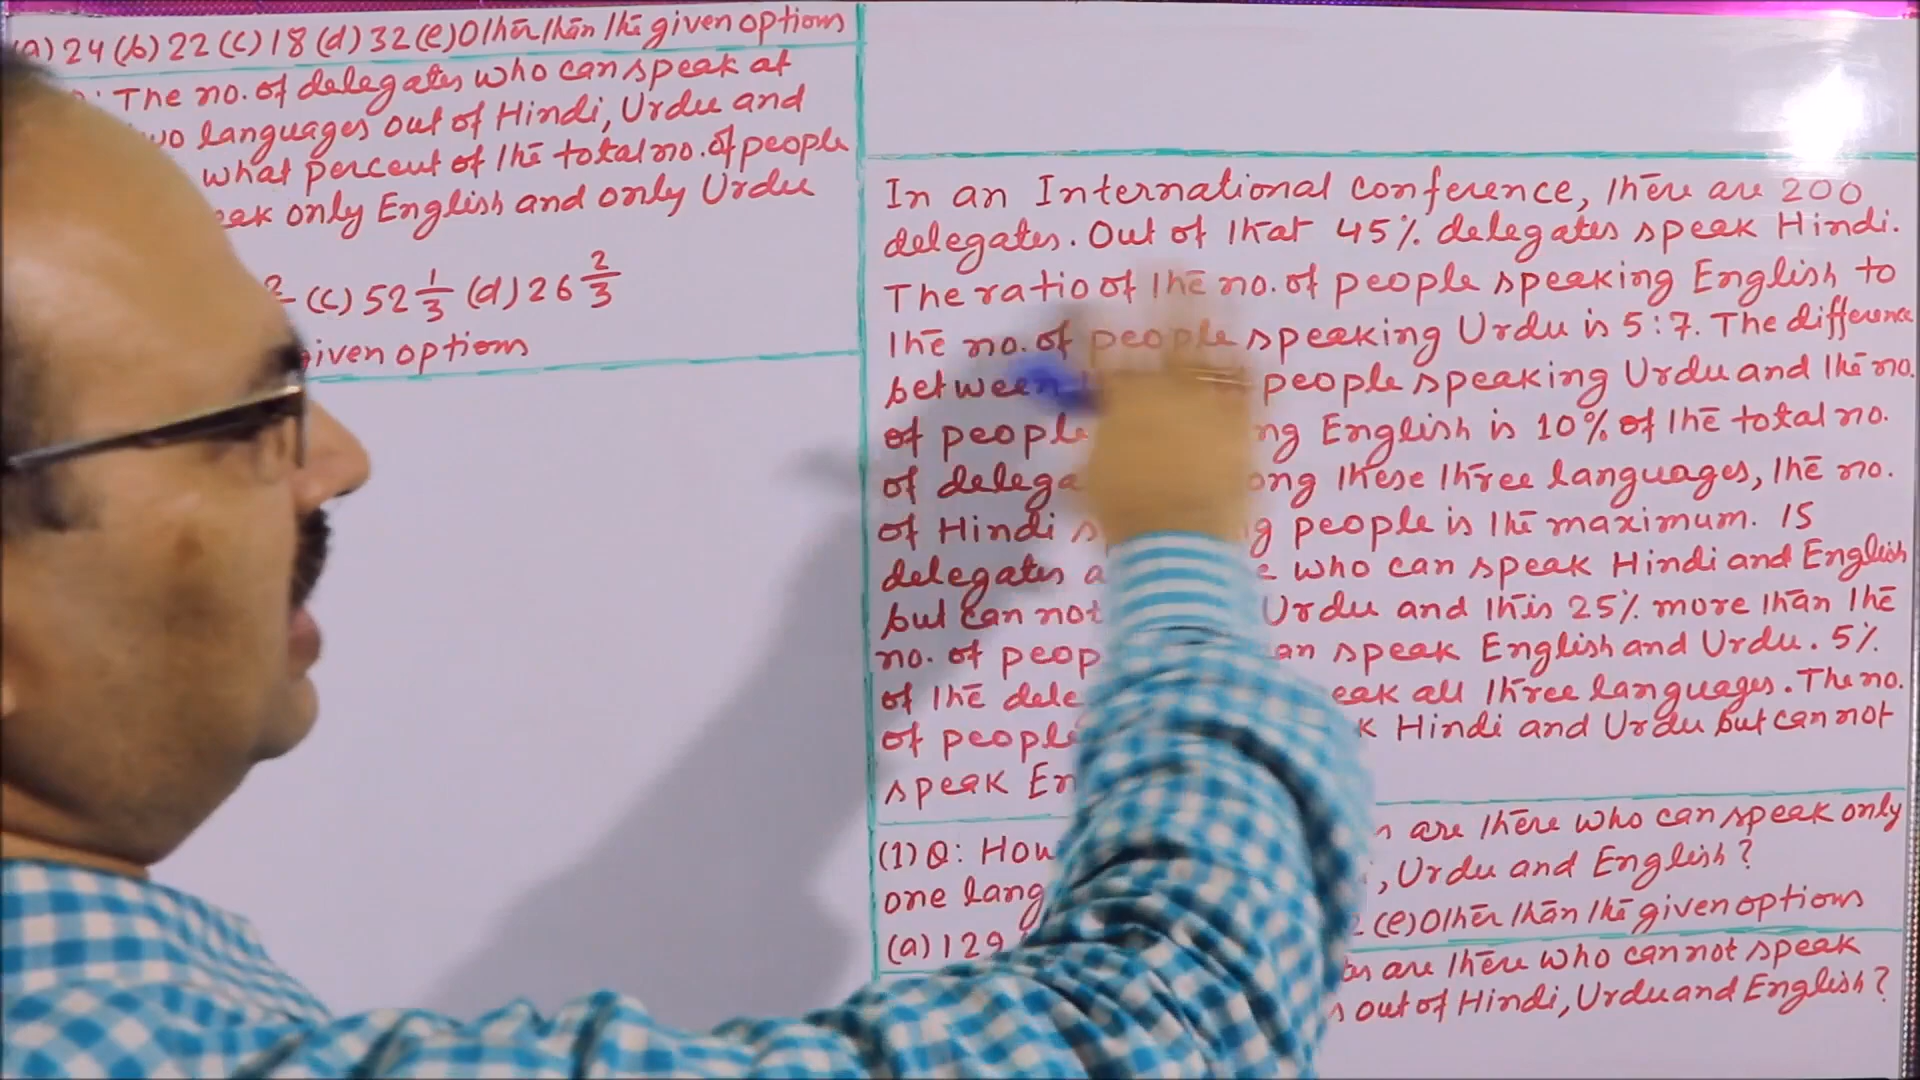 (a) 24 (b) 22 (c) 18 (d) 32 (e) Other than the given options
: The no. of delegates who can speak at
two languages out of Hindi, Urdu and
what percent of the total no. of people
only English and only Urdu
(c) 52 1/3 (d) 26 2/3
given options
In an International conference, there are 200
delegates. Out of that 45% delegates speak Hindi.
The ratio of the no. of people speaking English to
the no. of people speaking Urdu is 5:7. The difference
between people speaking Urdu and the no.
of people English is 10% of the total no.
of these three languages, the no.
of Hindi people is the maximum. 15
delegates who can speak Hindi and English
but can not Urdu and this 25% more than the
no. of speak English and Urdu. 5%
of the all three languages. The no.
of people Hindi and Urdu but can not
speak
(1) Q: are there who can speak only
one , Urdu and English?
(a) 129 (e) Other than the given options
are there who cannot speak
out of Hindi, Urdu and English?